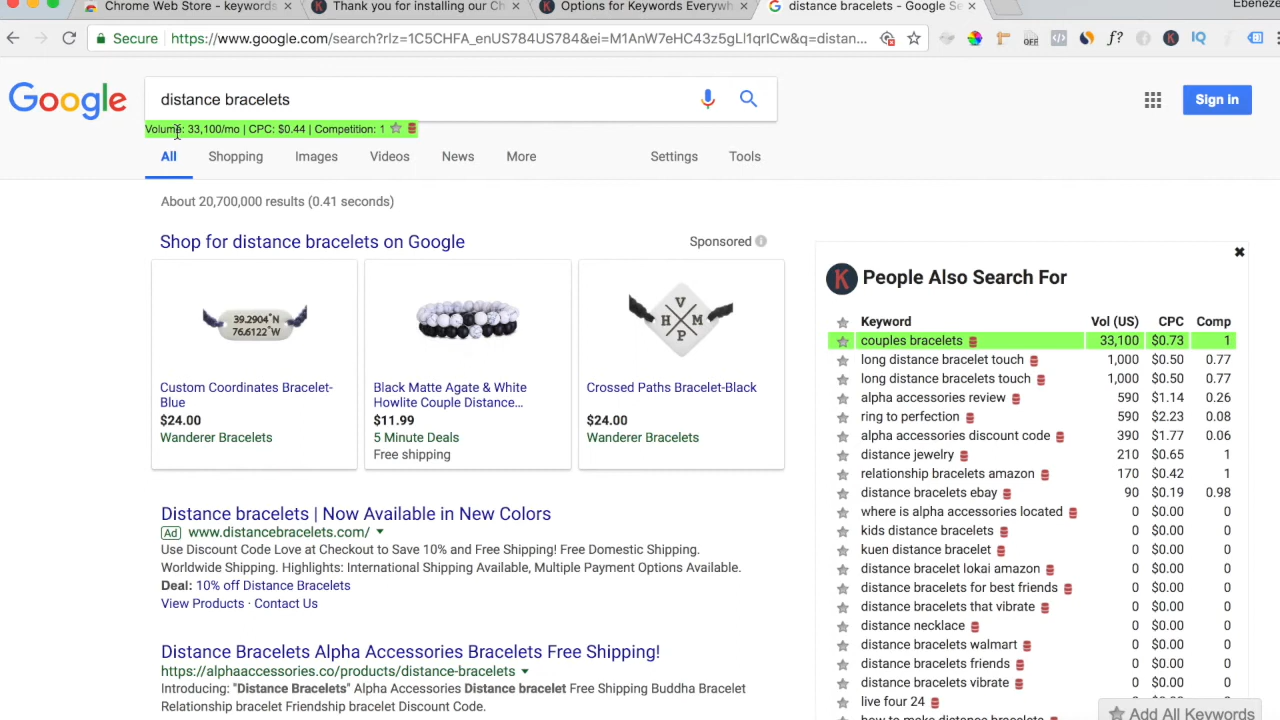 Chrome Web Store - keywords
Thank you for installing our Ch
Options for Keywords Everywh
distance bracelets - Google Se
Ebeneze
Secure https://www.google.com/search?rlz=1C5CHFA_enUS784US784&ei=M1AnW7eHC43z5gLl1qrICw&q=distan...
Google
distance bracelets
Sign in
Volume: 33,100/mo | CPC: $0.44 | Competition: 1
All Shopping Images Videos News More Settings Tools
About 20,700,000 results (0.41 seconds)
Shop for distance bracelets on Google
Sponsored
39.2904°N
76.6122°W
V
H M
P
Custom Coordinates Bracelet-
Blue
$24.00
Wanderer Bracelets
Black Matte Agate & White
Howlite Couple Distance...
$11.99
5 Minute Deals
Free shipping
Crossed Paths Bracelet-Black
$24.00
Wanderer Bracelets
Distance bracelets | Now Available in New Colors
Ad www.distancebracelets.com/
Use Discount Code Love at Checkout to Save 10% and Free Shipping! Free Domestic Shipping.
Worldwide Shipping. Highlights: International Shipping Available, Multiple Payment Options Available.
Deal: 10% off Distance Bracelets
View Products · Contact Us
Distance Bracelets Alpha Accessories Bracelets Free Shipping!
https://alphaaccessories.co/products/distance-bracelets
Introducing: "Distance Bracelets" Alpha Accessories Distance bracelet Free Shipping Buddha Bracelet
Relationship bracelet Friendship bracelet Discount Code.
K People Also Search For
Keyword Vol (US) CPC Comp
couples bracelets 33,100 $0.73 1
long distance bracelet touch 1,000 $0.50 0.77
long distance bracelets touch 1,000 $0.50 0.77
alpha accessories review 590 $1.14 0.26
ring to perfection 590 $2.23 0.08
alpha accessories discount code 390 $1.77 0.06
distance jewelry 210 $0.65 1
relationship bracelets amazon 170 $0.42 1
distance bracelets ebay 90 $0.19 0.98
where is alpha accessories located 0 $0.00 0
kids distance bracelets 0 $0.00 0
kuen distance bracelet 0 $0.00 0
distance bracelet lokai amazon 0 $0.00 0
distance bracelets for best friends 0 $0.00 0
distance bracelets that vibrate 0 $0.00 0
distance necklace 0 $0.00 0
distance bracelets walmart 0 $0.00 0
distance bracelets friends 0 $0.00 0
distance bracelets vibrate 0 $0.00 0
live four 24
how to make distance bracelets
Add All Keywords